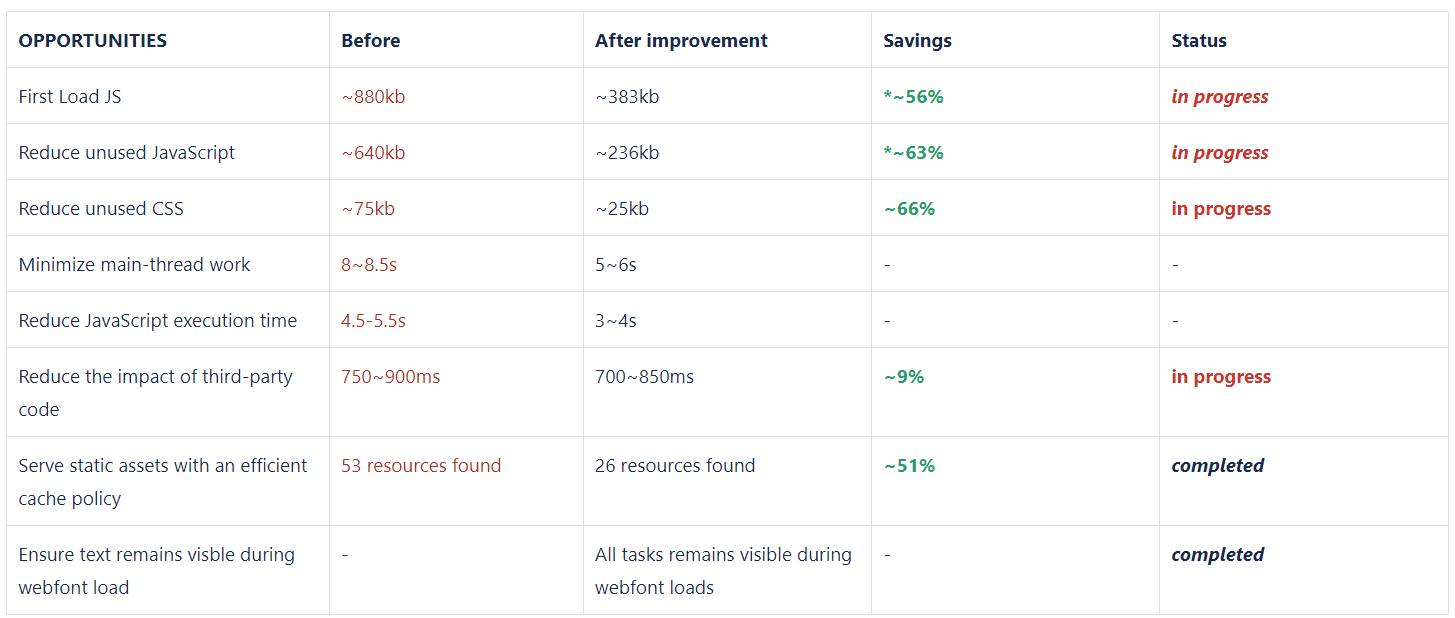 OPPORTUNITIES Before After improvement Savings Status
First Load JS ~880kb ~383kb *~56% in progress
Reduce unused JavaScript ~640kb ~236kb *~63% in progress
Reduce unused CSS ~75kb ~25kb ~66% in progress
Minimize main-thread work 8~8.5s 5~6s - -
Reduce JavaScript execution time 4.5-5.5s 3~4s - -
Reduce the impact of third-party 750~900ms 700~850ms ~9% in progress
code
Serve static assets with an efficient 53 resources found 26 resources found ~51% completed
cache policy
Ensure text remains visble during - All tasks remains visible during - completed
webfont load webfont loads